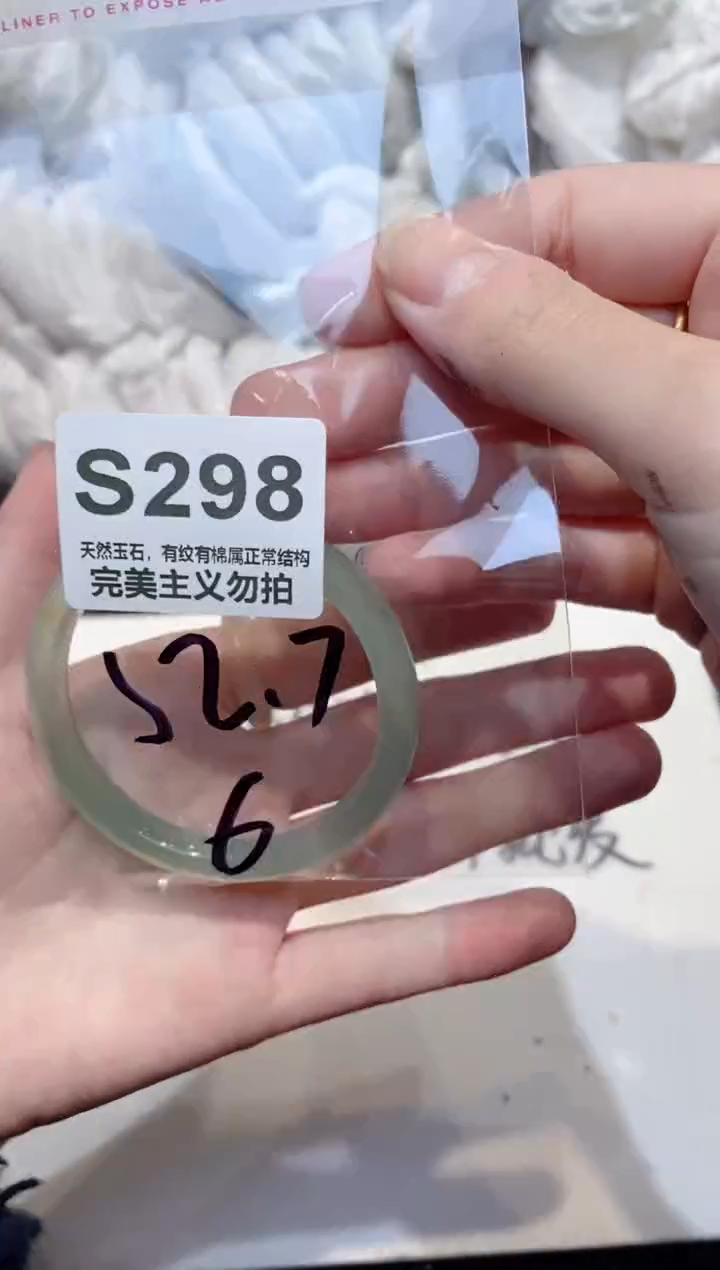 LINER TO EXPOSE
S298
天然玉石，有纹有棉属正常结构
完美主义勿拍
52.7
6